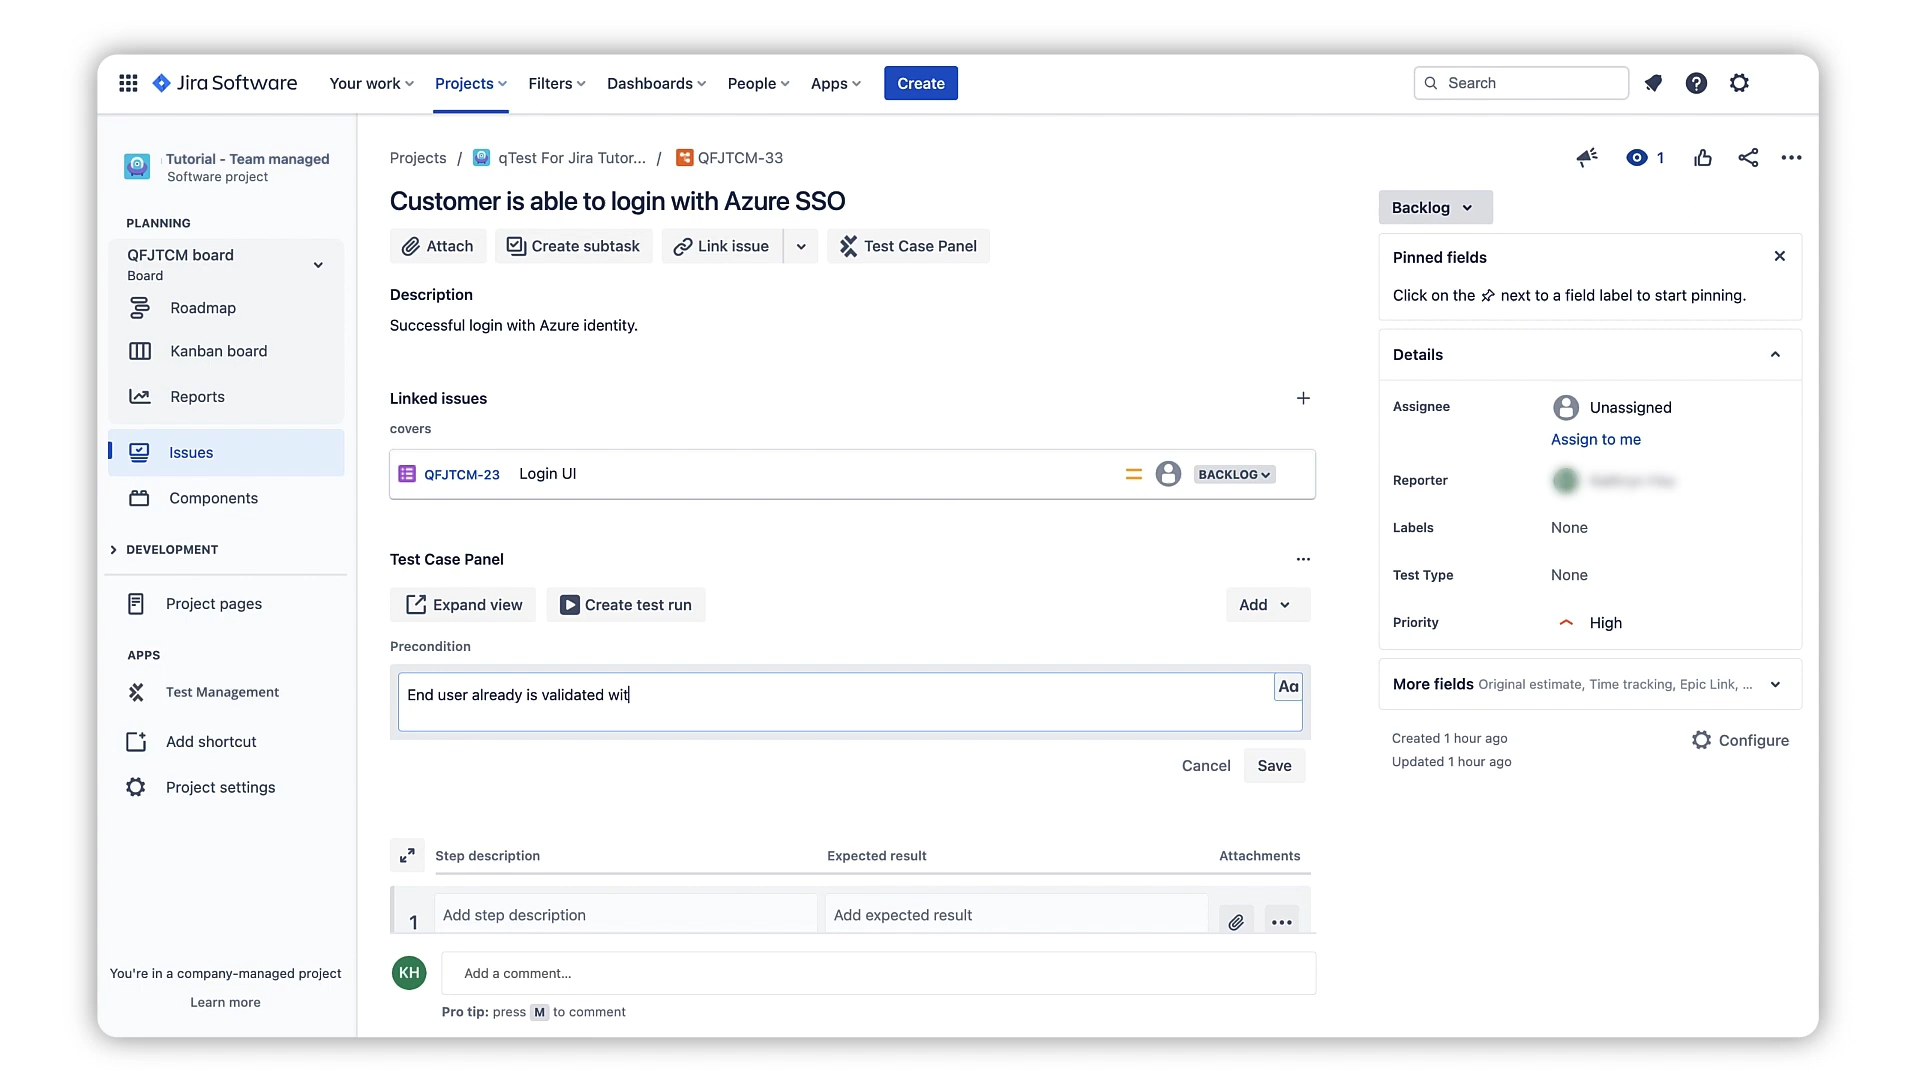 Jira Software
Your work
Projects
Filters
Dashboards
People
Apps
Create
Search
Tutorial - Team managed
Software project
PLANNING
QFJTCM board
Board
Roadmap
Kanban board
Reports
Issues
Components
DEVELOPMENT
Project pages
APPS
Test Management
Add shortcut
Project settings
You're in a company-managed project
Learn more
Projects / qTest For Jira Tutor... / QFJTCM-33
1
Customer is able to login with Azure SSO
Attach
Create subtask
Link issue
Test Case Panel
Description
Successful login with Azure identity.
Linked issues
covers
QFJTCM-23 Login UI BACKLOG
Test Case Panel
Expand view
Create test run
Add
Precondition
End user already is validated wit
Aa
Cancel
Save
Step description Expected result Attachments
1 Add step description Add expected result
KH
Add a comment...
Pro tip: press M to comment
Backlog
Pinned fields
Click on the next to a field label to start pinning.
Details
Assignee Unassigned
Assign to me
Reporter
Labels None
Test Type None
Priority High
More fields Original estimate, Time tracking, Epic Link, ...
Created 1 hour ago
Updated 1 hour ago
Configure